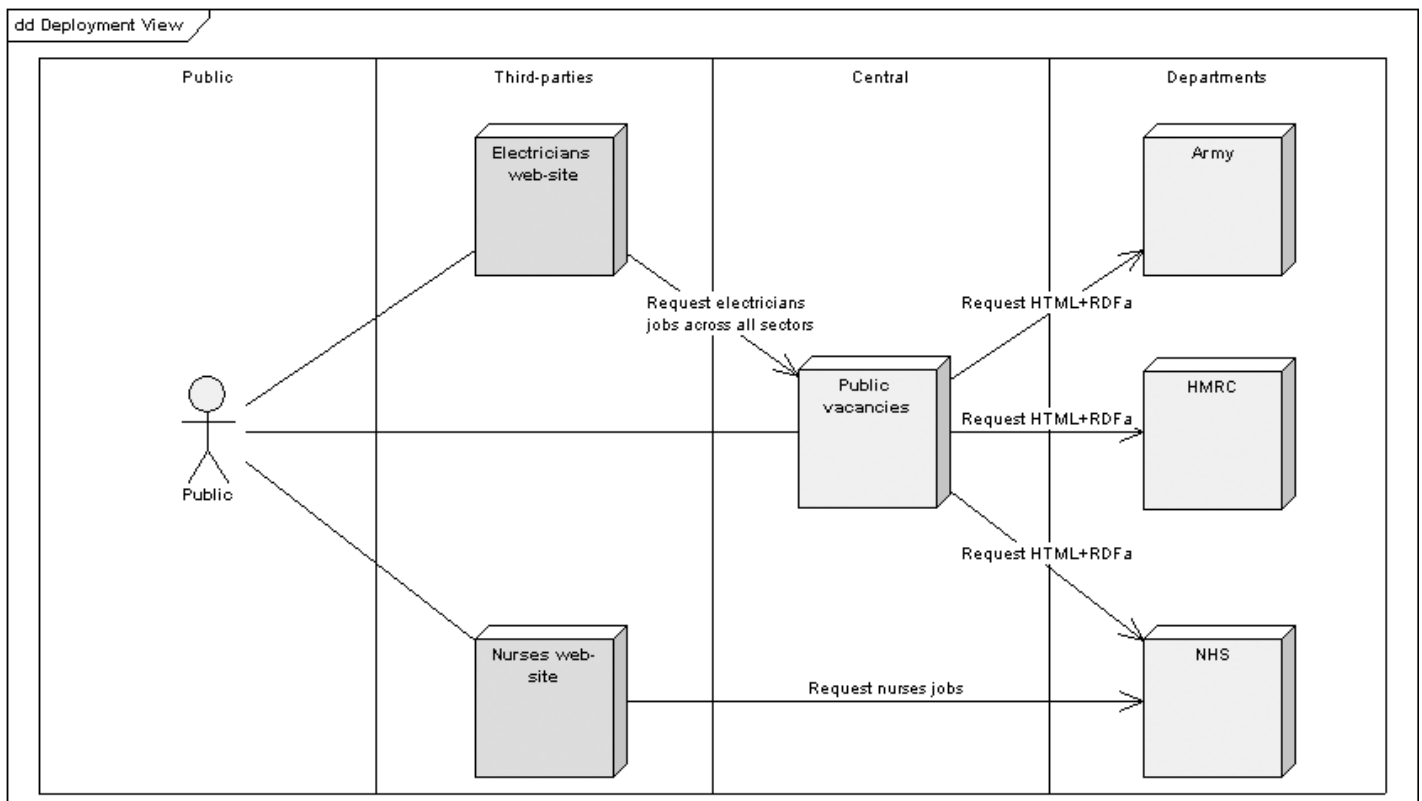 dd Deployment View
Public
Third-parties
Central
Departments
Electricians
web-site
Army
Request electricians
jobs across all sectors
Request HTML+RDFa
Public
vacancies
HMRC
Request HTML+RDFa
Public
Request HTML+RDFa
Nurses web-
site
NHS
Request nurses jobs